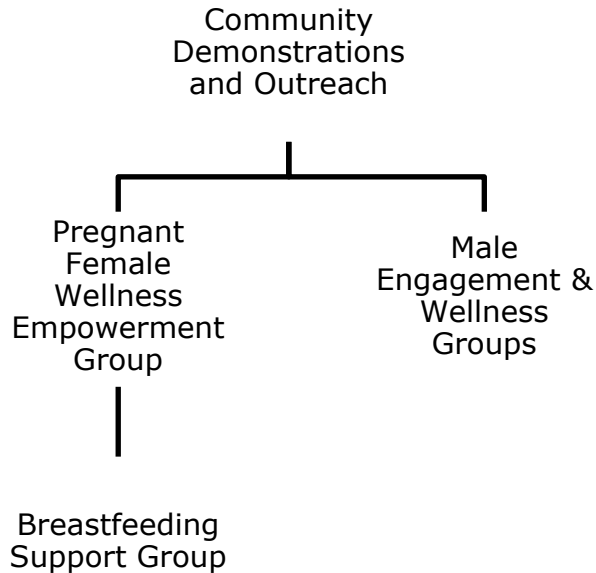 Community
Demonstrations
and Outreach
Pregnant
Female
Wellness
Empowerment
Group
Male
Engagement &
Wellness
Groups
Breastfeeding
Support Group